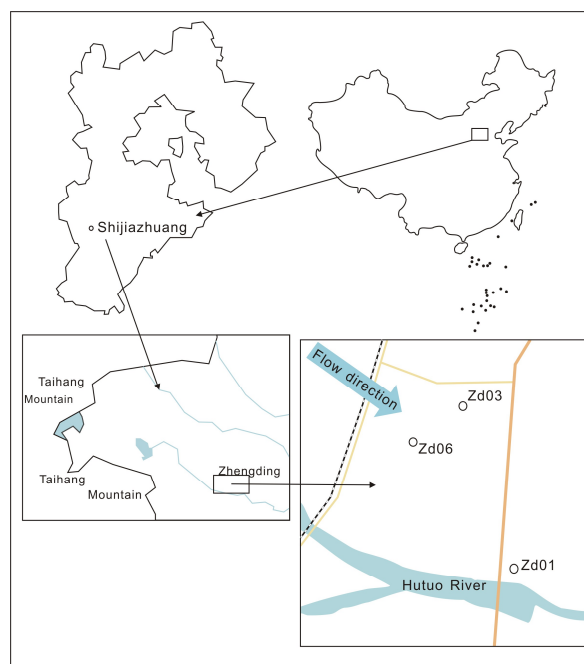 Shijiazhuang
Taihang
Mountain
Taihang
Mountain
Zhengding
Flow direction
Zd03
Zd06
Zd01
Hutuo River